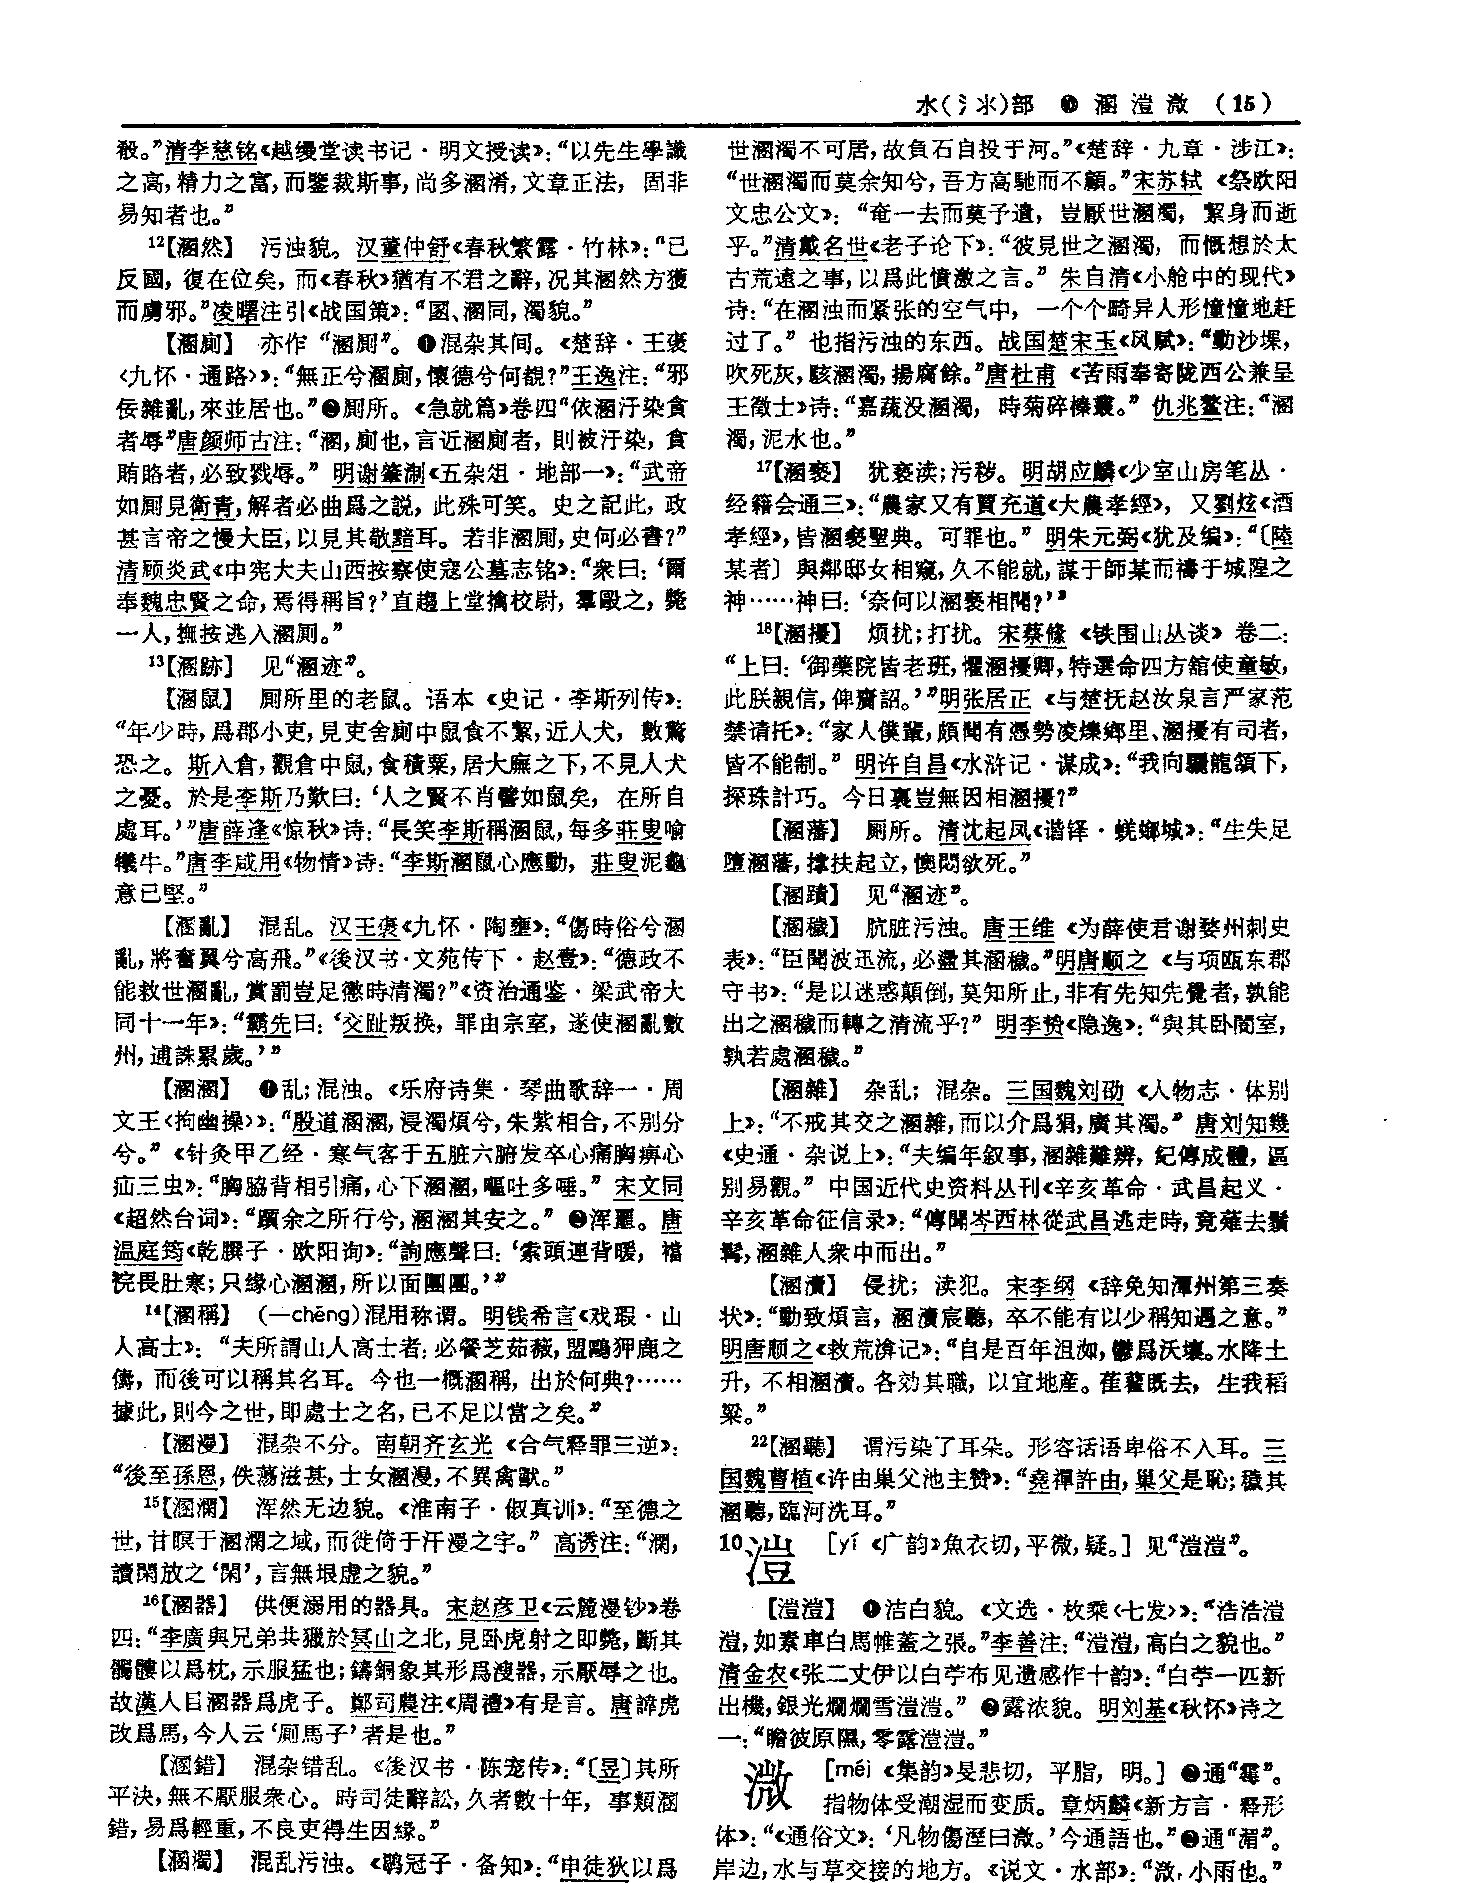 水(氵氺)部 ❿ 溷溰溦 (15)
殽。”清李慈铭《越缦堂读书记·明文授读》：“以先生學識
之高，精力之富，而鑒裁斯事，尚多溷淆，文章正法， 固非
易知者也。”
12【溷然】 污浊貌。汉董仲舒《春秋繁露·竹林》：“已
反國，復在位矣，而《春秋》猶有不君之辭，况其溷然方獲
而虜邪。”凌曙注引《战国策》：“圂、溷同，濁貌。”
【溷廁】 亦作“溷厠”。❶混杂其间。《楚辞·王褒
〈九怀·通路〉》：“無正兮溷廁，懷德兮何覩？”王逸注：“邪
佞雜亂，來並居也。”❷厕所。《急就篇》卷四“依溷汙染貪
者辱”唐颜师古注：“溷，廁也，言近溷廁者，則被汙染，貪
賄賂者，必致戮辱。” 明谢肇淛《五杂俎·地部一》：“武帝
如厠見衛青，解者必曲爲之説，此殊可笑。史之記此，政
甚言帝之慢大臣，以見其敬黯耳。若非溷厠，史何必書？”
清顾炎武《中宪大夫山西按察使寇公墓志铭》：“衆曰：‘爾
奉魏忠賢之命，焉得稱旨？’直趨上堂擒校尉，羣毆之，斃
一人，撫按逃入溷厠。”
13【溷跡】 见“溷迹”。
【溷鼠】 厕所里的老鼠。语本《史记·李斯列传》：
“年少時，爲郡小吏，見吏舍廁中鼠食不絜，近人犬， 數驚
恐之。斯入倉，觀倉中鼠，食積粟，居大廡之下，不見人犬
之憂。於是李斯乃歎曰：‘人之賢不肖譬如鼠矣， 在所自
處耳。’”唐薛逢《惊秋》诗：“長笑李斯稱溷鼠，每多莊叟喻
犧牛。”唐李咸用《物情》诗：“李斯溷鼠心應動， 莊叟泥龜
意已堅。”
【溷亂】 混乱。汉王褒《九怀·陶壅》：“傷時俗兮溷
亂，將奮翼兮高飛。”《後汉书·文苑传下·赵壹》：“德政不
能救世溷亂，賞罰豈足懲時清濁？”《资治通鉴·梁武帝大
同十一年》：“霸先曰：‘交趾叛换，罪由宗室，遂使溷亂數
州，逋誅累歲。’”
【溷溷】 ❶乱；混浊。《乐府诗集·琴曲歌辞一·周
文王〈拘幽操〉》：“殷道溷溷，浸濁煩兮，朱紫相合，不别分
兮。”《针灸甲乙经·寒气客于五脏六腑发卒心痛胸痹心
疝三虫》：“胸脇背相引痛，心下溷溷，嘔吐多唾。” 宋文同
《超然台词》：“願余之所行兮，溷溷其安之。” ❷浑噩。唐
温庭筠《乾𦠆子·欧阳询》：“詢應聲曰：‘索頭連背暖， 襠
浣畏肚寒；只缘心溷溷，所以面團團。’”
14【溷稱】 (—chēng)混用称谓。明钱希言《戏瑕·山
人高士》： “夫所謂山人高士者：必餐芝茹薇，盟鷗狎鹿之
儔，而後可以稱其名耳。今也一概溷稱，出於何典？……
據此，則今之世，即處士之名，已不足以當之矣。”
【溷漫】 混杂不分。南朝齐玄光《合气释罪三逆》：
“後至孫恩，佚蕩滋甚，士女溷漫，不異禽獸。”
15【溷澖】 浑然无边貌。《淮南子·俶真训》：“至德之
世，甘瞑于溷澖之域，而徙倚于汗漫之宇。” 高诱注：“澖，
讀閑放之‘閑’，言無垠虚之貌。”
16【溷器】 供便溺用的器具。宋赵彦卫《云麓漫钞》卷
四：“李廣與兄弟共獵於冥山之北，見卧虎射之即斃，斷其
髑髏以爲枕，示服猛也；鑄銅象其形爲溲器，示厭辱之也。
故漢人目溷器爲虎子。鄭司農注《周禮》有是言。唐諱虎
改爲馬，今人云‘厠馬子’者是也。”
【溷錯】 混杂错乱。《後汉书·陈宠传》：“〔昱〕其所
平決，無不厭服衆心。時司徒辭訟，久者數十年， 事類溷
錯，易爲輕重，不良吏得生因緣。”
【溷濁】 混乱污浊。《鹖冠子·备知》：“申徒狄以爲
世溷濁不可居，故負石自投于河。”《楚辞·九章·涉江》：
“世溷濁而莫余知兮，吾方高馳而不顧。”宋苏轼《祭欧阳
文忠公文》：“奄一去而莫予遺， 豈厭世溷濁， 絜身而逝
乎。”清戴名世《老子论下》：“彼見世之溷濁， 而慨想於太
古荒遠之事，以爲此憤激之言。” 朱自清《小舱中的现代》
诗：“在溷浊而紧张的空气中， 一个个畸异人形憧憧地赶
过了。”也指污浊的东西。战国楚宋玉《风赋》：“動沙堁，
吹死灰，駭溷濁，揚腐餘。”唐杜甫《苦雨奉寄陇西公兼呈
王徵士》诗：“嘉蔬没溷濁， 時菊碎榛叢。” 仇兆鳌注：“溷
濁，泥水也。”
17【溷褻】 犹亵渎；污秽。明胡应麟《少室山房笔丛·
经籍会通三》：“農家又有賈充道《大農孝經》，又劉炫《酒
孝經》，皆溷褻聖典。可罪也。” 明朱元弼《犹及编》：“〔陸
某者〕與鄰邸女相窺，久不能就，謀于師某而禱于城隍之
神……神曰：‘奈何以溷褻相聞？’”
18【溷擾】 烦扰；打扰。宋蔡絛《铁围山丛谈》卷二：
“上曰：‘御藥院皆老班，懼溷擾卿，特選命四方舘使童敏，
此朕親信，俾齎詔。’”明张居正《与楚抚赵汝泉言严家范
禁请托》：“家人僕輩，頗聞有憑勢凌爍鄉里、溷擾有司者，
皆不能制。” 明许自昌《水浒记·谋成》：“我向驪龍頷下，
探珠計巧。今日裏豈無因相溷擾？”
【溷藩】 厕所。清沈起凤《谐铎·蜣螂城》：“生失足
墮溷藩，撐扶起立，懊悶欲死。”
【溷蹟】 见“溷迹”。
【溷穢】 肮脏污浊。唐王维《为薛使君谢婺州刺史
表》：“臣聞波迅流，必盪其溷穢。”明唐顺之《与项瓯东郡
守书》：“是以迷惑顛倒，莫知所止，非有先知先覺者，孰能
出之溷穢而轉之清流乎？” 明李贽《隐逸》：“與其卧闤室，
孰若處溷穢。”
【溷雜】 杂乱；混杂。三国魏刘劭《人物志·体别
上》：“不戒其交之溷雜，而以介爲狷，廣其濁。” 唐刘知幾
《史通·杂说上》：“夫编年叙事，溷雜難辨，紀傳成體，區
别易觀。” 中国近代史资料丛刊《辛亥革命·武昌起义·
辛亥革命征信录》：“傳聞岑西林從武昌逃走時，竟薙去鬚
髯，溷雜人衆中而出。”
【溷瀆】 侵扰；渎犯。宋李纲《辞免知潭州第三奏
状》：“動致煩言，溷瀆宸聽，卒不能有以少稱知遇之意。”
明唐顺之《救荒渰记》：“自是百年沮洳，鬱爲沃壤。水降土
升，不相溷瀆。各効其職，以宜地産。萑蓷既去， 生我稻
粱。”
22【溷聽】 谓污染了耳朵。形容话语卑俗不入耳。三
国魏曹植《许由巢父池主赞》：“堯禪許由，巢父是恥；穢其
溷聽，臨河洗耳。”
10溰 [yí 《广韵》魚衣切，平微，疑。] 见“溰溰”。
【溰溰】 ❶洁白貌。《文选·枚乘〈七发〉》：“浩浩溰
溰，如素車白馬帷蓋之張。”李善注：“溰溰，高白之貌也。”
清金农《张二丈伊以白苧布见遗感作十韵》：“白苧一匹新
出機，銀光爛爛雪溰溰。” ❷露浓貌。明刘基《秋怀》诗之
一：“瞻彼原隰，零露溰溰。”
溦 [méi 《集韵》旻悲切，平脂，明。] ❶通“霉”。
指物体受潮湿而变质。章炳麟《新方言·释形
体》：“《通俗文》：‘凡物傷溼曰溦。’今通語也。”❷通“湄”。
岸边，水与草交接的地方。《说文·水部》：“溦，小雨也。”